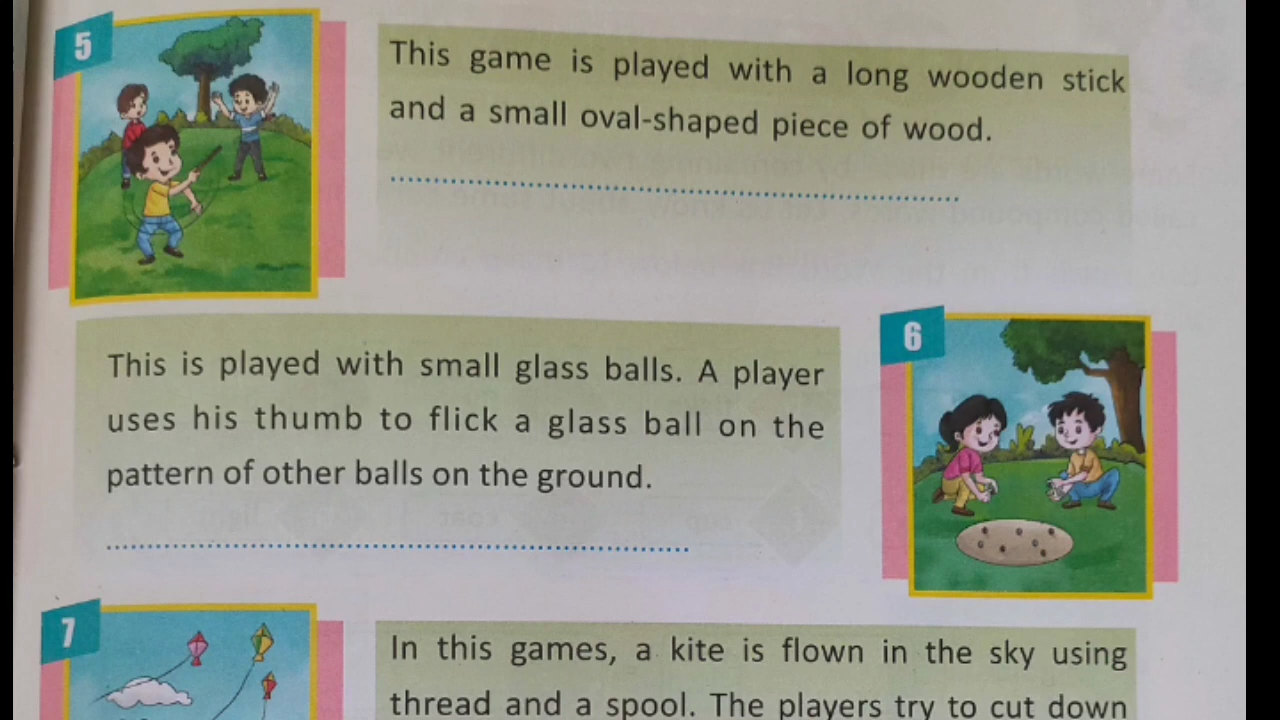 5
This game is played with a long wooden stick
and a small oval-shaped piece of wood.
6
This is played with small glass balls. A player
uses his thumb to flick a glass ball on the
pattern of other balls on the ground.
7
In this games, a kite is flown in the sky using
thread and a spool. The players try to cut down